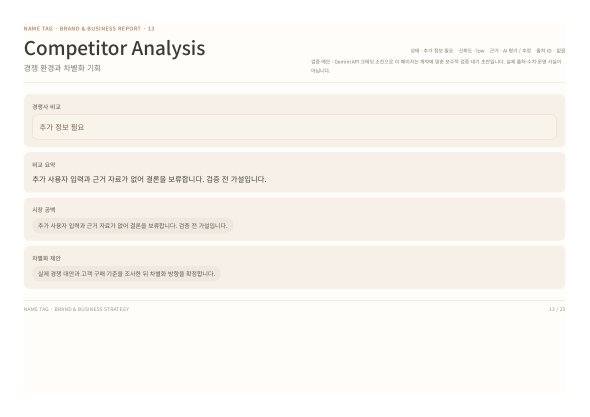 NAME TAG · BRAND & BUSINESS REPORT · 13
Competitor Analysis
경쟁 환경과 차별화 기회
상태 · 추가 정보 필요 신뢰도 · low 근거 · AI 평가 / 추정 출처 ID · 없음
검증 메모 · Gemini API 크레딧 소진으로 이 페이지는 계약에 맞춘 보수적 검증 대기 초안입니다. 실제 출처·수치·운영 사실이
아닙니다.
경쟁사 비교
추가 정보 필요
비교 요약
추가 사용자 입력과 근거 자료가 없어 결론을 보류합니다. 검증 전 가설입니다.
시장 공백
추가 사용자 입력과 근거 자료가 없어 결론을 보류합니다. 검증 전 가설입니다.
차별화 제안
실제 경쟁 대안과 고객 구매 기준을 조사한 뒤 차별화 방향을 확정합니다.
NAME TAG · BRAND & BUSINESS STRATEGY
13 / 25